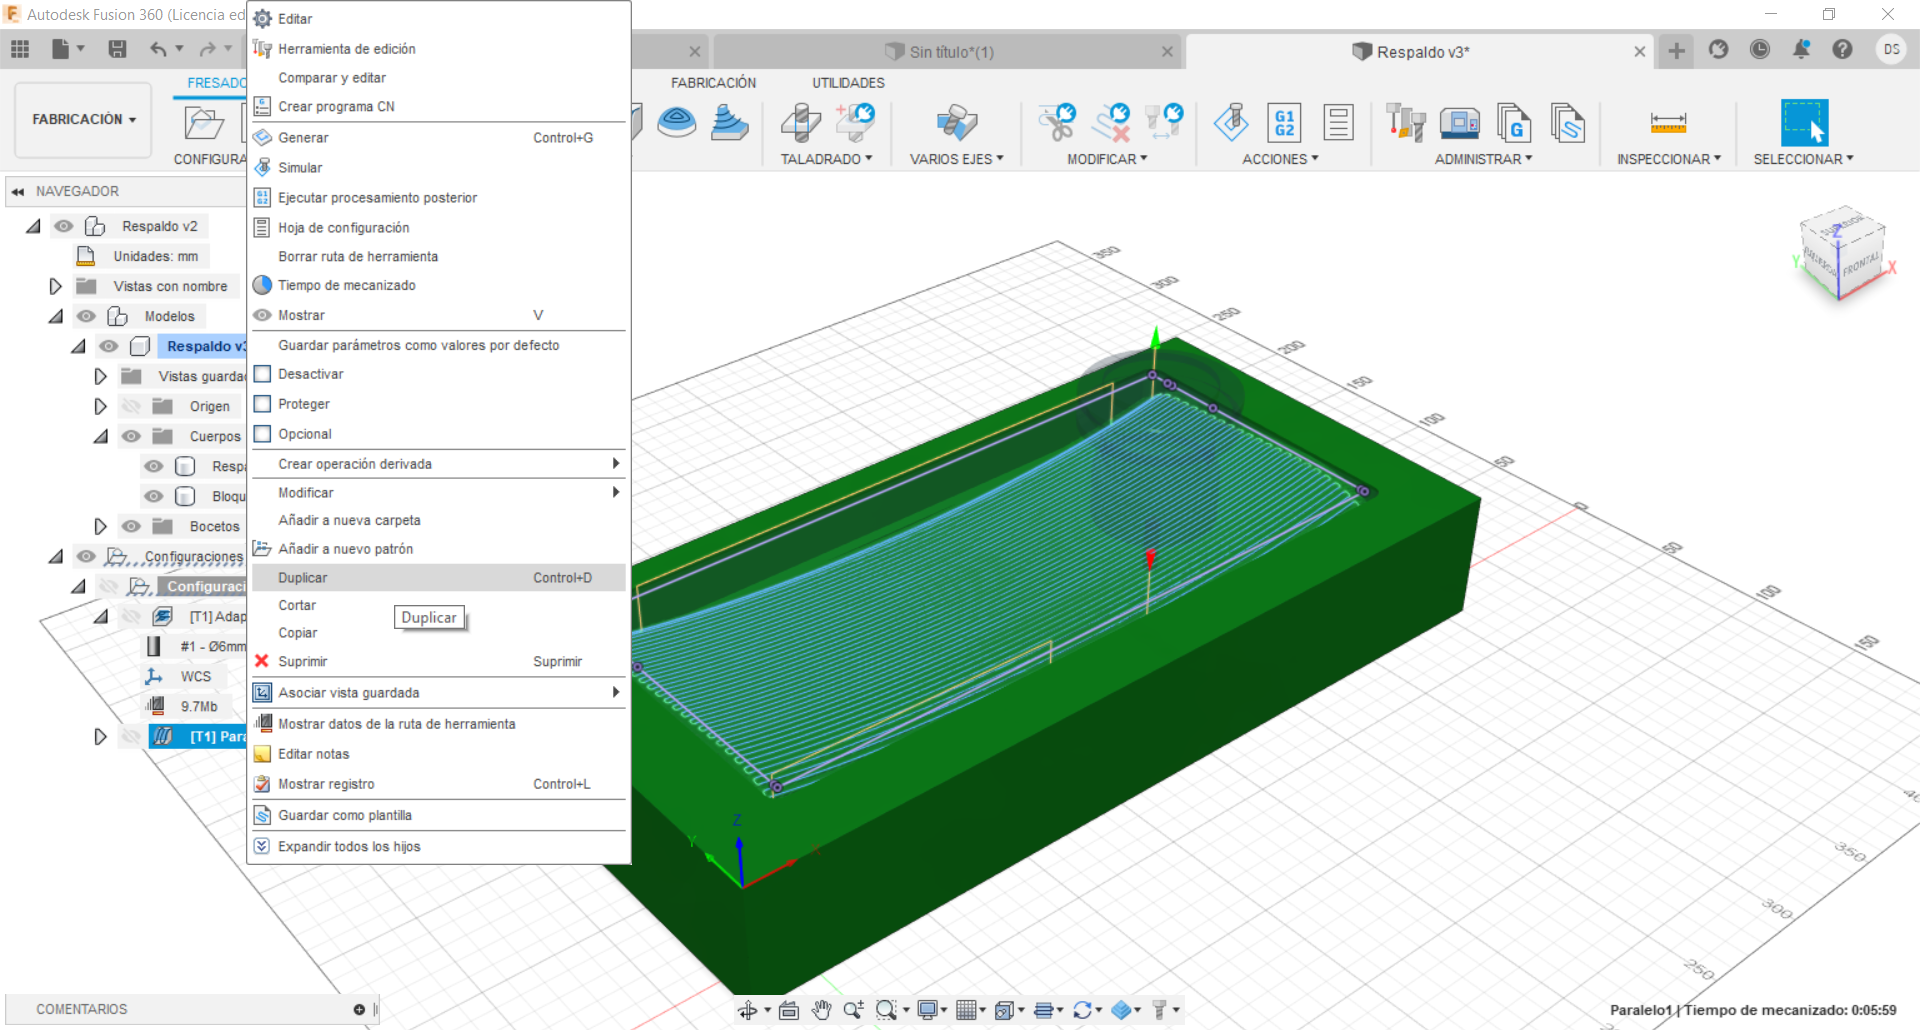 Autodesk Fusion 360 (Licencia ed
Sin título*(1)
Respaldo v3*
DS
FRESADO
FABRICACIÓN
UTILIDADES
FABRICACIÓN
CONFIGURA
TALADRADO
VARIOS EJES
MODIFICAR
G1
G2
ACCIONES
ADMINISTRAR
INSPECCIONAR
SELECCIONAR
NAVEGADOR
Respaldo v2
Unidades: mm
Vistas con nombre
Modelos
Respaldo v3
Vistas guardad
Origen
Cuerpos
Respa
Bloqu
Bocetos
Configuraciones
Configuraci
[T1] Adap
#1 - Ø6mm
WCS
9.7Mb
[T1] Para
Editar
Herramienta de edición
Comparar y editar
Crear programa CN
Generar Control+G
Simular
Ejecutar procesamiento posterior
Hoja de configuración
Borrar ruta de herramienta
Tiempo de mecanizado
Mostrar V
Guardar parámetros como valores por defecto
Desactivar
Proteger
Opcional
Crear operación derivada
Modificar
Añadir a nueva carpeta
Añadir a nuevo patrón
Duplicar Control+D
Cortar
Duplicar
Copiar
Suprimir Suprimir
Asociar vista guardada
Mostrar datos de la ruta de herramienta
Editar notas
Mostrar registro Control+L
Guardar como plantilla
Expandir todos los hijos
350
300
250
200
150
100
50
0
50
100
150
350
300
250
Z
Y
X
FRONTAL
Z
Y
X
COMENTARIOS
Paralelo1 | Tiempo de mecanizado: 0:05:59